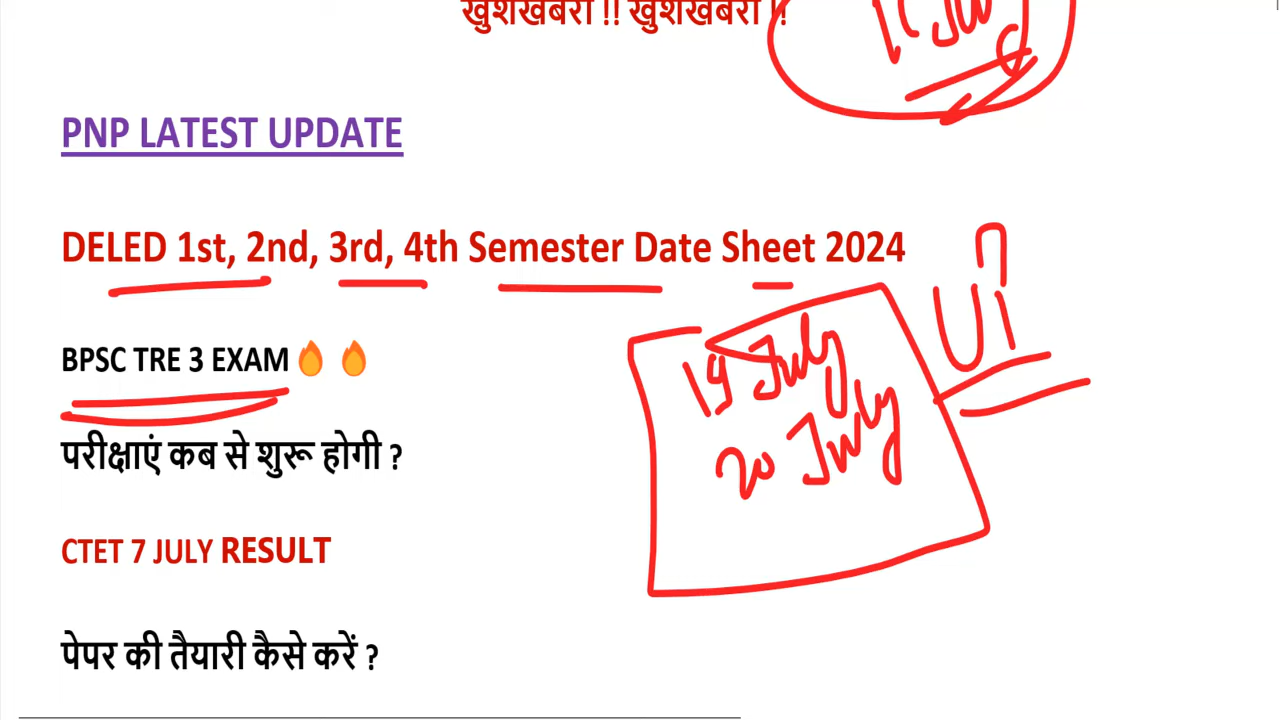 खुशखबरी !! खुशखबरी !!
July
PNP LATEST UPDATE
DELED 1st, 2nd, 3rd, 4th Semester Date Sheet 2024
BPSC TRE 3 EXAM🔥 🔥
19 July
20 July
परीक्षाएं कब से शुरू होगी ?
CTET 7 JULY RESULT
पेपर की तैयारी कैसे करें ?